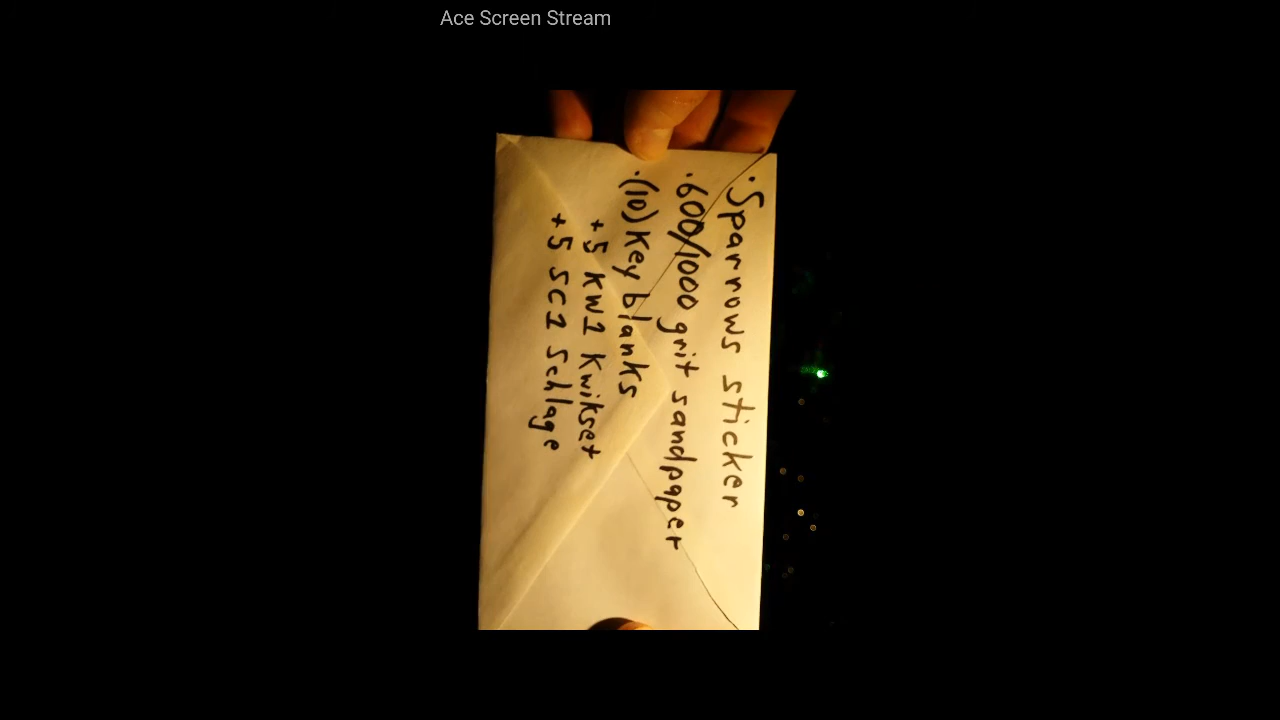 Ace Screen Stream
· Sparrows sticker
· 600/1000 grit sandpaper
· (10) Key blanks
+ 5 KW1 Kwikset
+ 5 SC1 Schlage